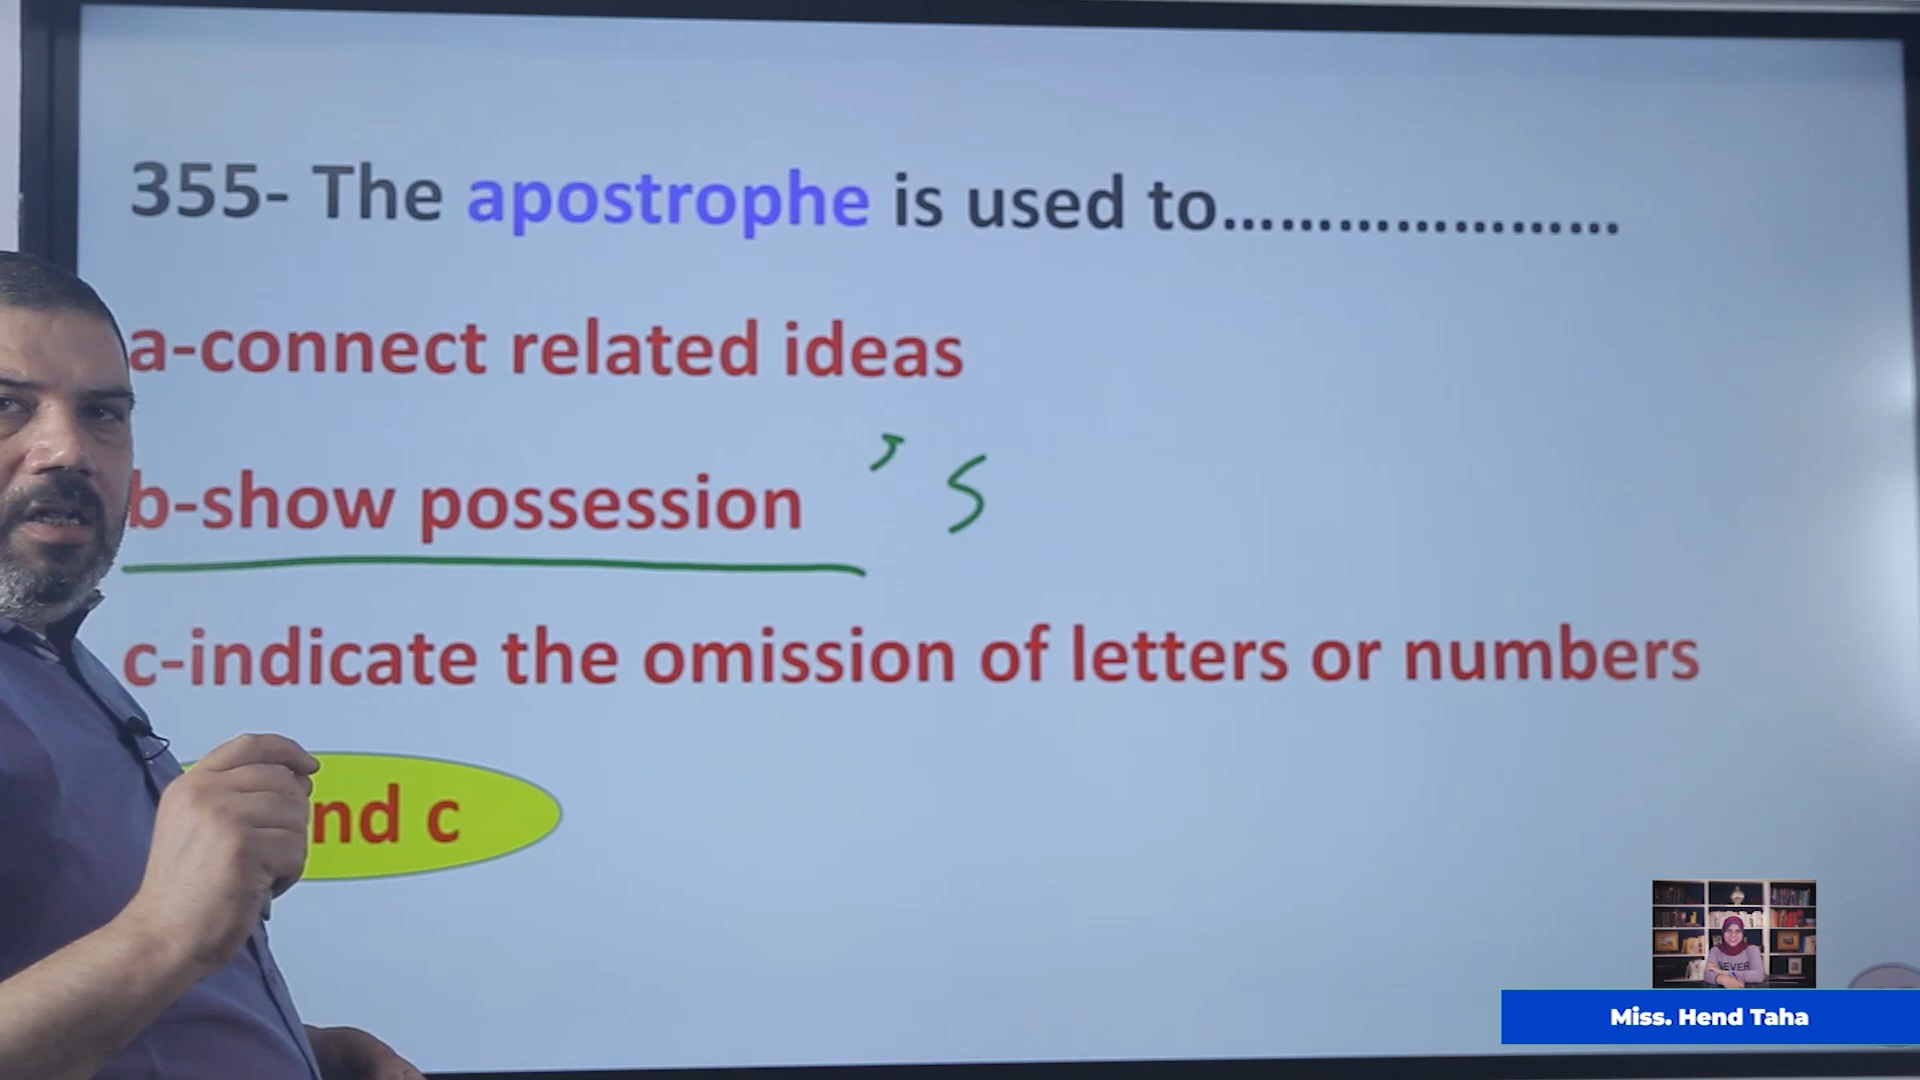 355- The apostrophe is used to.....................
a-connect related ideas
b-show possession
's
c-indicate the omission of letters or numbers
nd c
Miss. Hend Taha